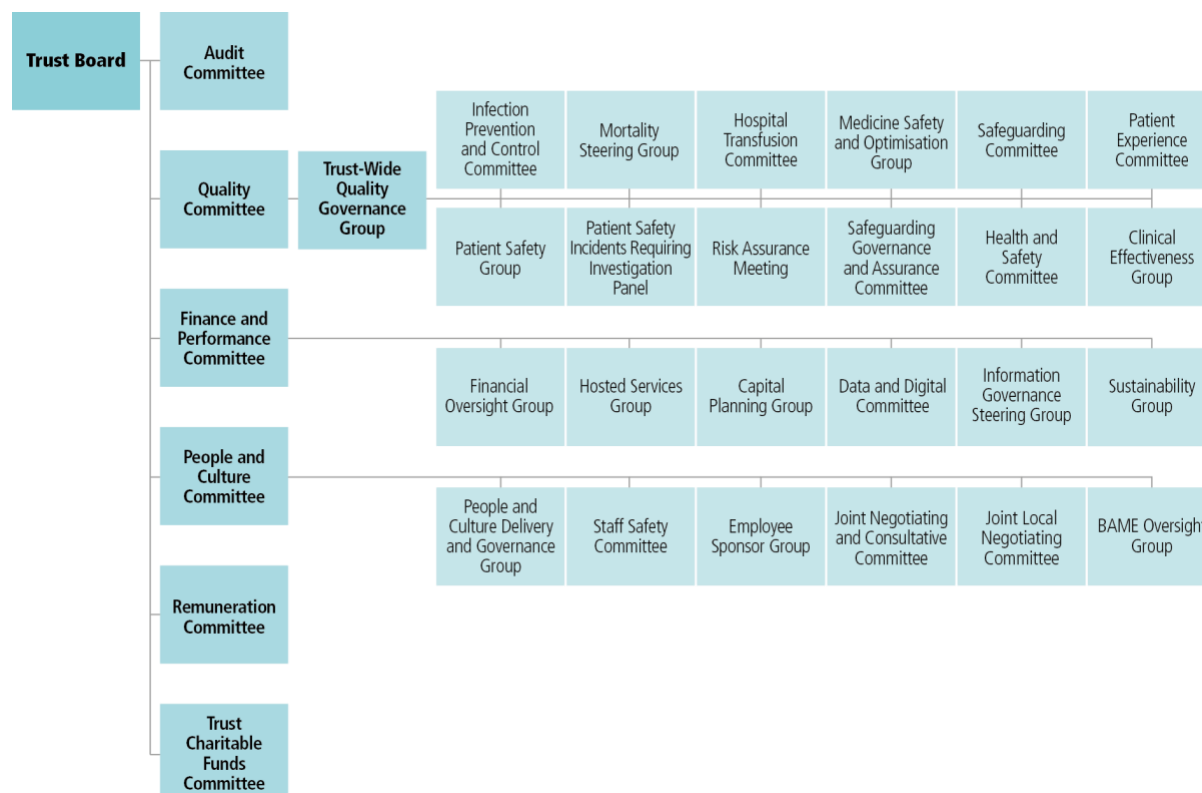 Trust Board
Audit
Committee
Infection
Prevention
and Control
Committee
Mortality
Steering Group
Hospital
Transfusion
Committee
Medicine Safety
and Optimisation
Group
Safeguarding
Committee
Patient
Experience
Committee
Quality
Committee
Trust-Wide
Quality
Governance
Group
Patient Safety
Group
Patient Safety
Incidents Requiring
Investigation
Panel
Risk Assurance
Meeting
Safeguarding
Governance
and Assurance
Committee
Health and
Safety
Committee
Clinical
Effectiveness
Group
Finance and
Performance
Committee
Financial
Oversight Group
Hosted Services
Group
Capital
Planning Group
Data and Digital
Committee
Information
Governance
Steering Group
Sustainability
Group
People and
Culture
Committee
People and
Culture Delivery
and Governance
Group
Staff Safety
Committee
Employee
Sponsor Group
Joint Negotiating
and Consultative
Committee
Joint Local
Negotiating
Committee
BAME Oversight
Group
Remuneration
Committee
Trust
Charitable
Funds
Committee